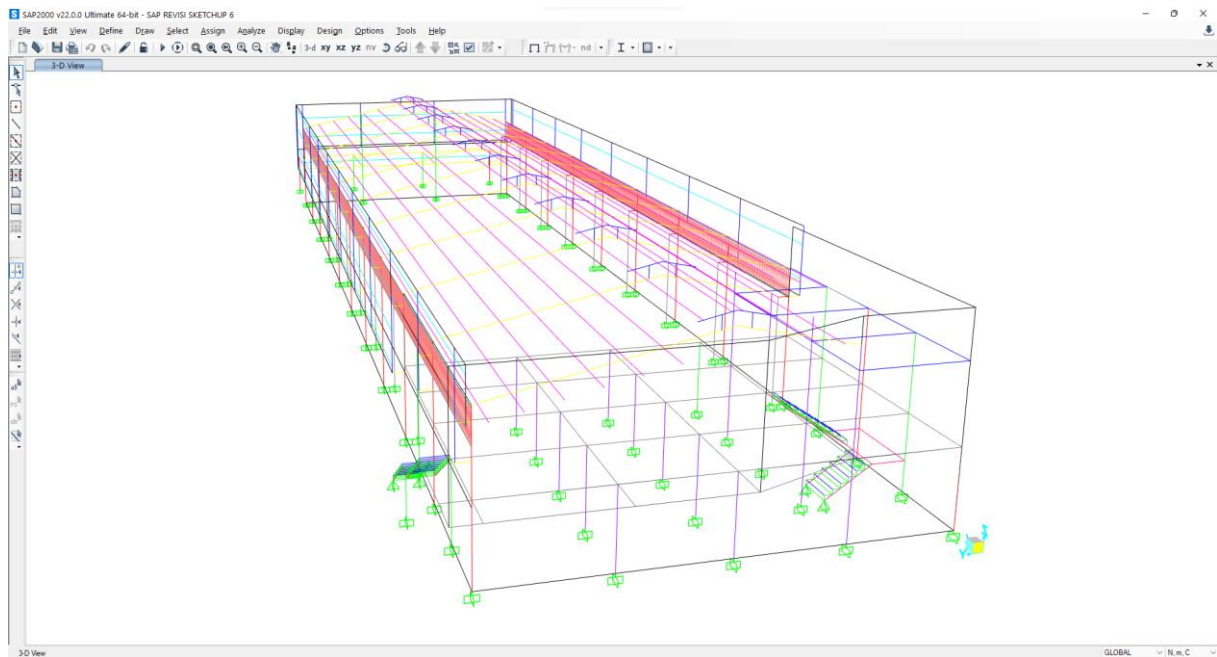 SAP2000 v22.0.0 Ultimate 64-bit - SAP REVISI SKETCHUP 6
File Edit View Define Draw Select Assign Analyze Display Design Options Tools Help
3-d xy xz yz nv nd
3-D View
3-D View GLOBAL N, m, C